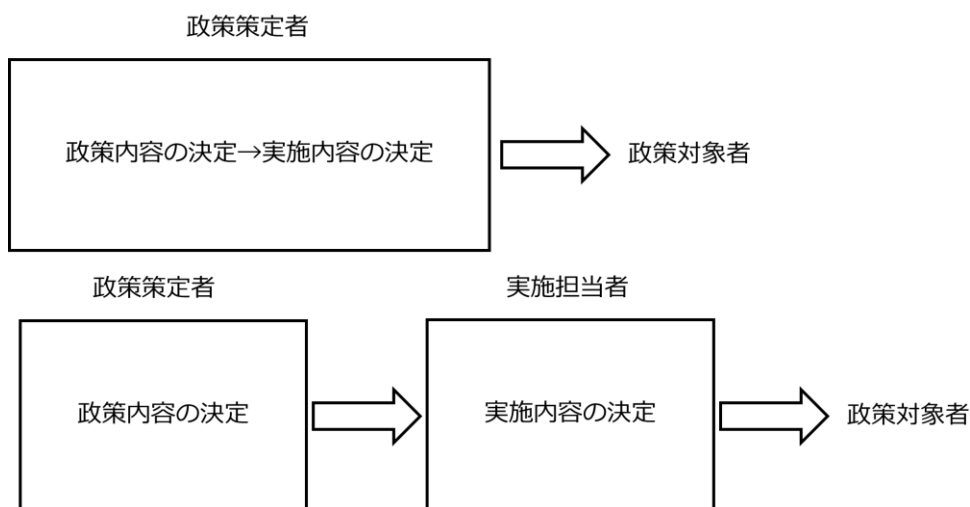 政策策定者
政策内容の決定→実施内容の決定
政策対象者
政策策定者
実施担当者
政策内容の決定
実施内容の決定
政策対象者